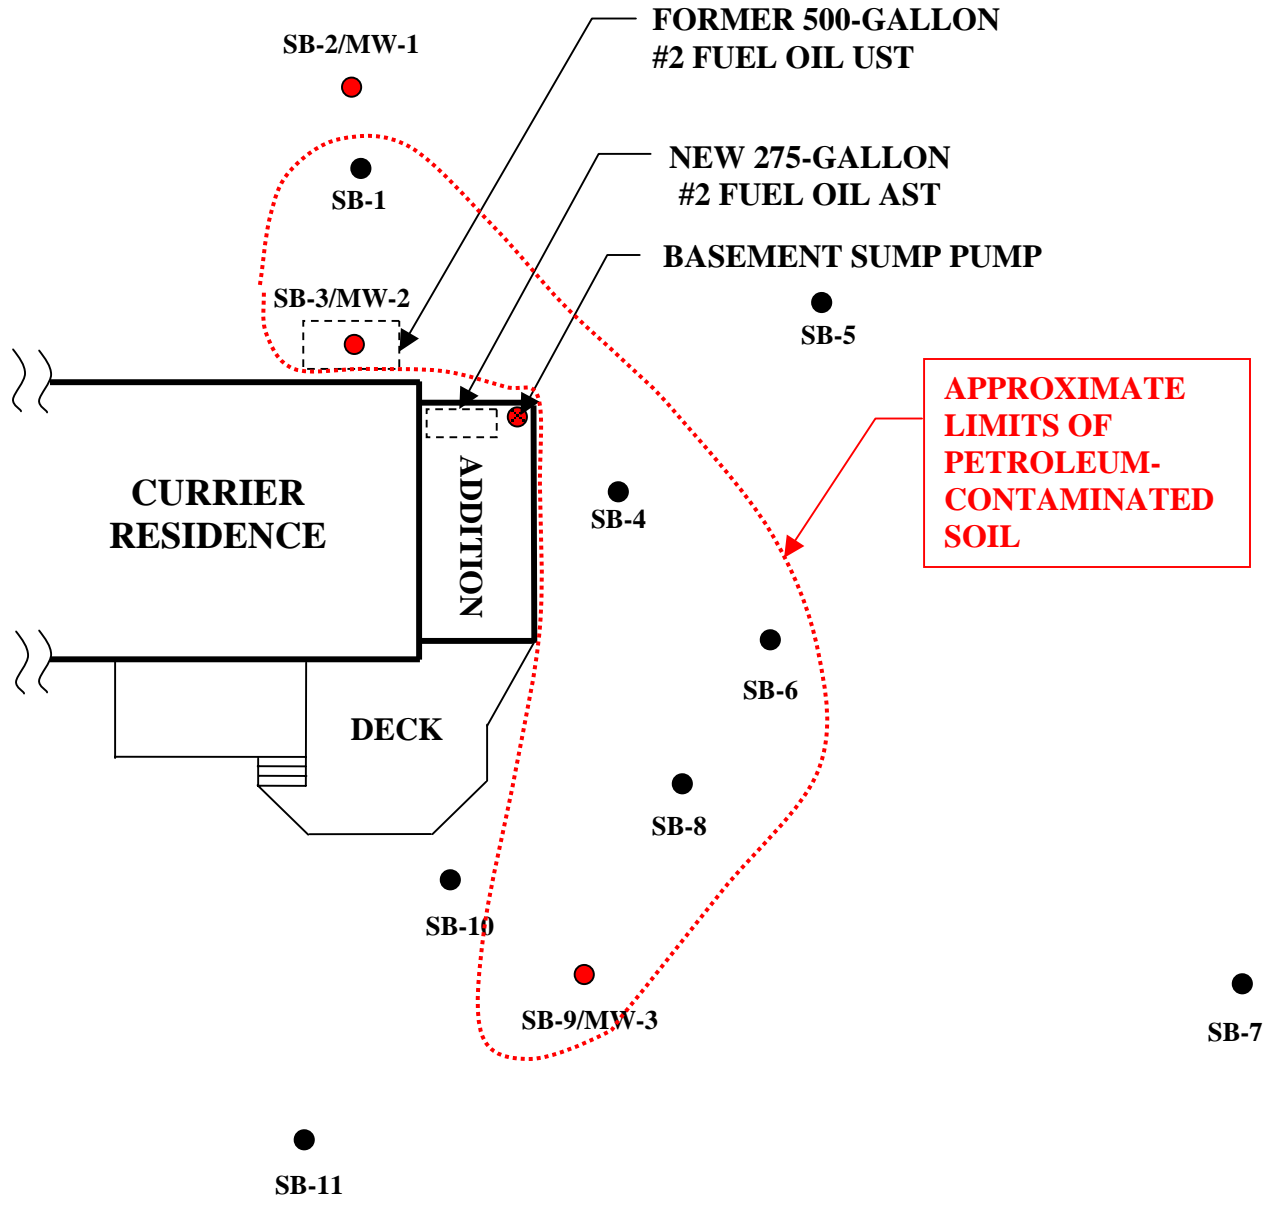 FORMER 500-GALLON
#2 FUEL OIL UST
SB-2/MW-1
NEW 275-GALLON
#2 FUEL OIL AST
SB-1
BASEMENT SUMP PUMP
SB-3/MW-2
SB-5
APPROXIMATE
LIMITS OF
PETROLEUM-
CONTAMINATED
SOIL
CURRIER
RESIDENCE
ADDITION
SB-4
SB-6
DECK
SB-8
SB-10
SB-9/MW-3
SB-7
SB-11